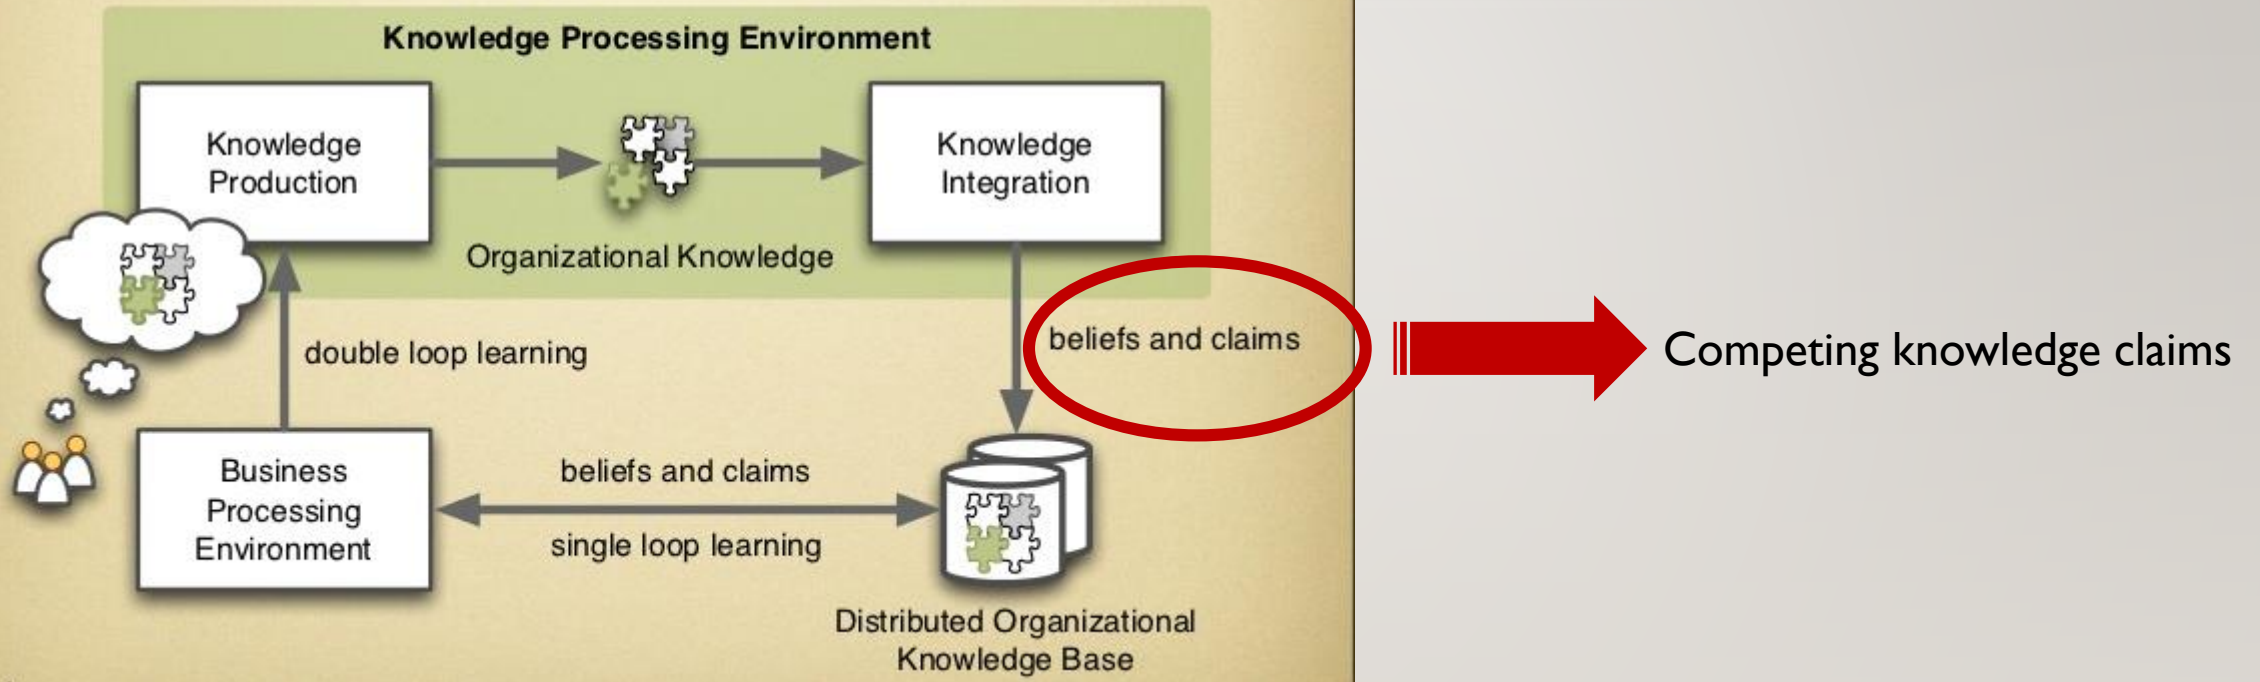 Knowledge Processing Environment
Knowledge
Production
Knowledge
Integration
Organizational Knowledge
double loop learning
beliefs and claims
Competing knowledge claims
Business
Processing
Environment
beliefs and claims
single loop learning
Distributed Organizational
Knowledge Base